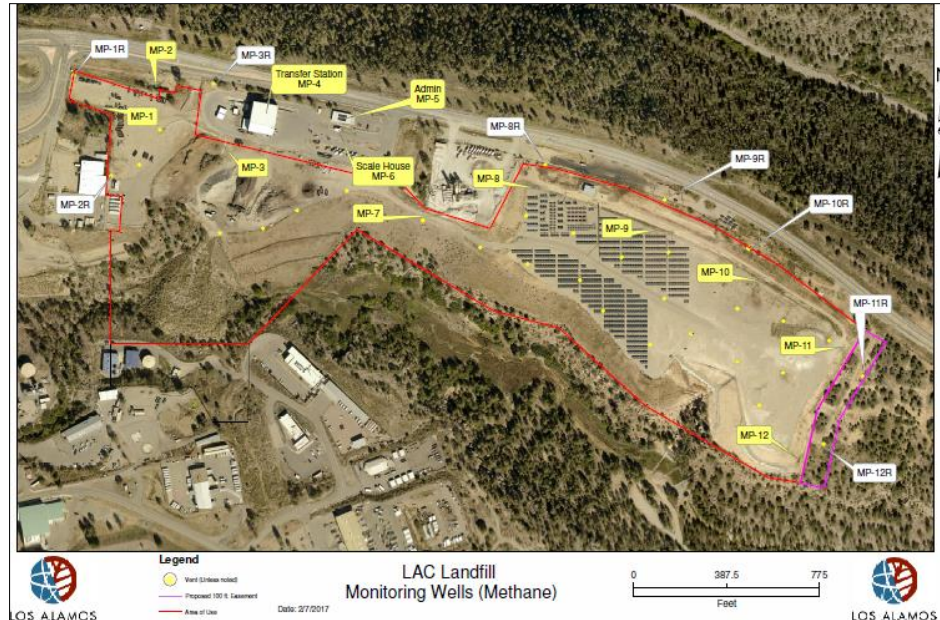 MP-1R
MP-2
MP-3R
Transfer Station
MP-4
Admin
MP-5
MP-1
MP-3
Scale House
MP-6
MP-8R
MP-2R
MP-7
MP-8
MP-9R
MP-9
MP-10R
MP-10
MP-11R
MP-11
MP-12
MP-12R
Legend
Vent (Unless noted)
Proposed 100 ft. Easement
Area of Use
Date: 2/7/2017
LAC Landfill
Monitoring Wells (Methane)
0 387.5 775
Feet
LOS ALAMOS
LOS ALAMOS